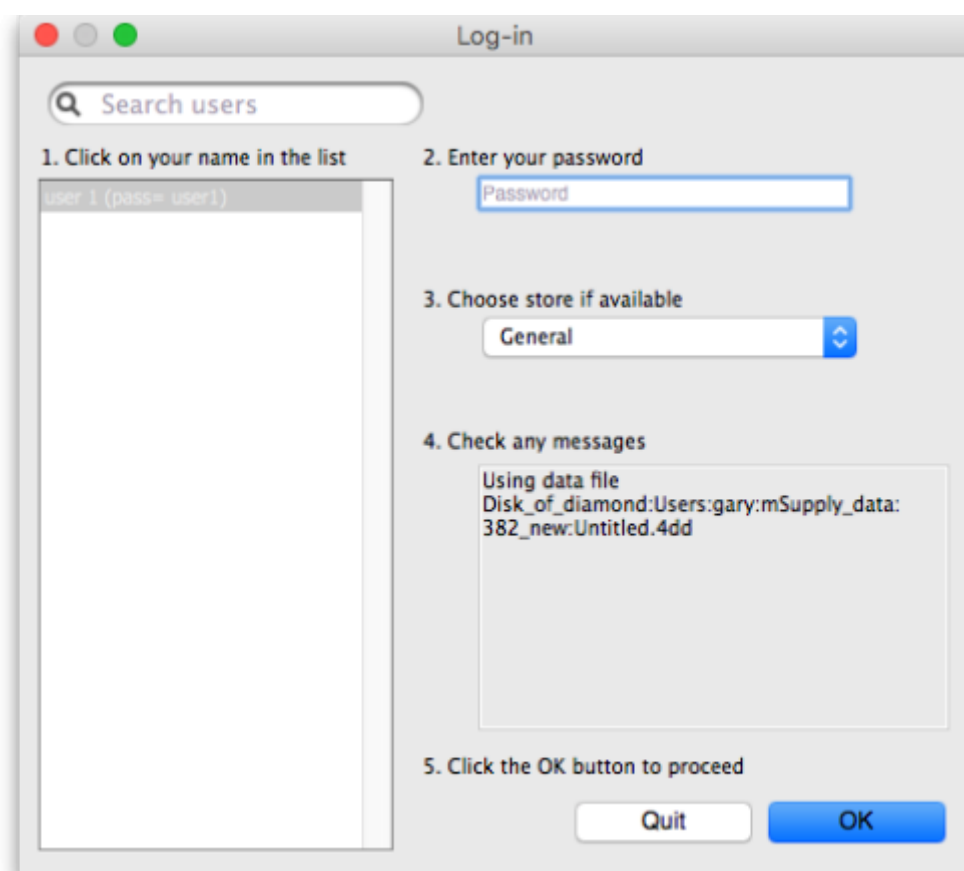 Log-in
Search users
1. Click on your name in the list
user 1 (pass= user1)
2. Enter your password
Password
3. Choose store if available
General
4. Check any messages
Using data file
Disk_of_diamond:Users:gary:mSupply_data:
382_new:Untitled.4dd
5. Click the OK button to proceed
Quit
OK